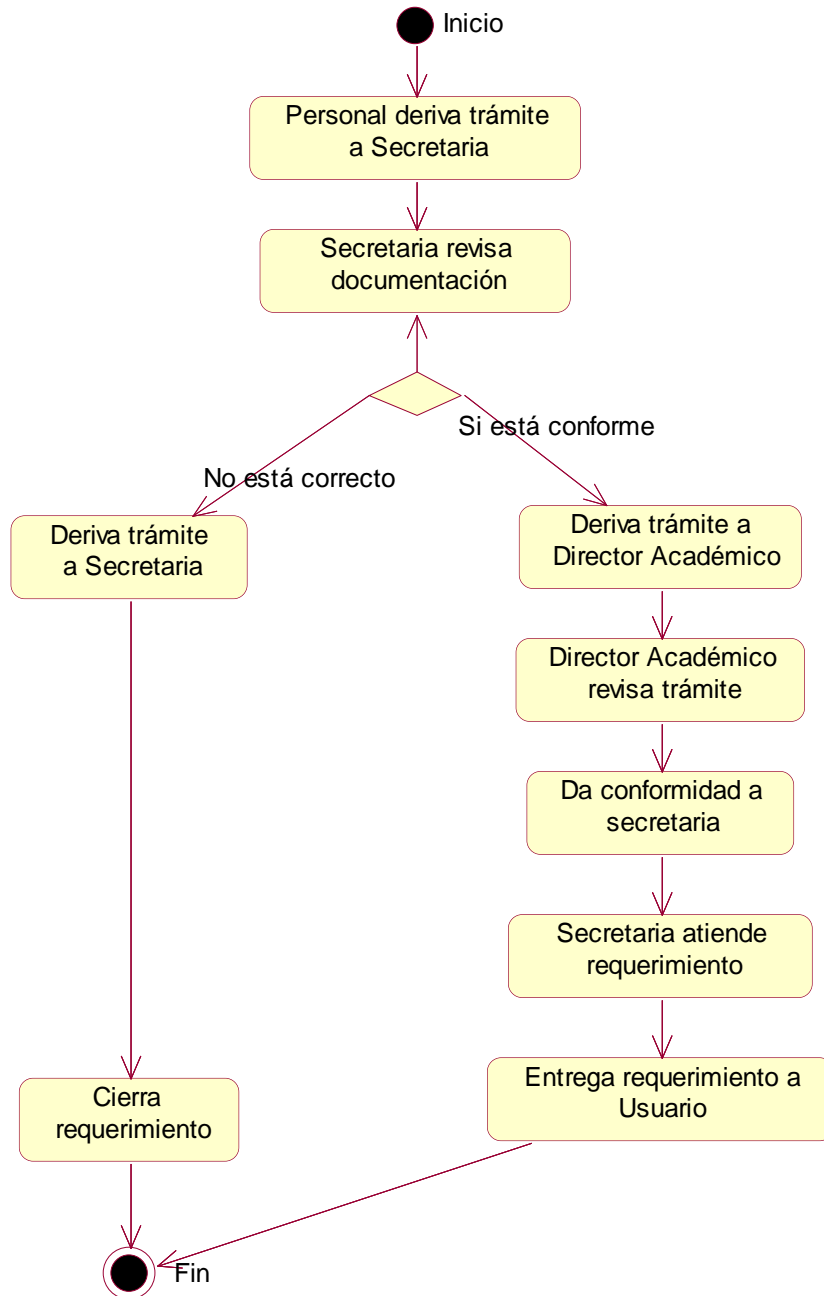 Inicio
Personal deriva trámite
a Secretaria
Secretaria revisa
documentación
Si está conforme
No está correcto
Deriva trámite
a Secretaria
Deriva trámite a
Director Académico
Director Académico
revisa trámite
Da conformidad a
secretaria
Secretaria atiende
requerimiento
Entrega requerimiento a
Usuario
Cierra
requerimiento
Fin